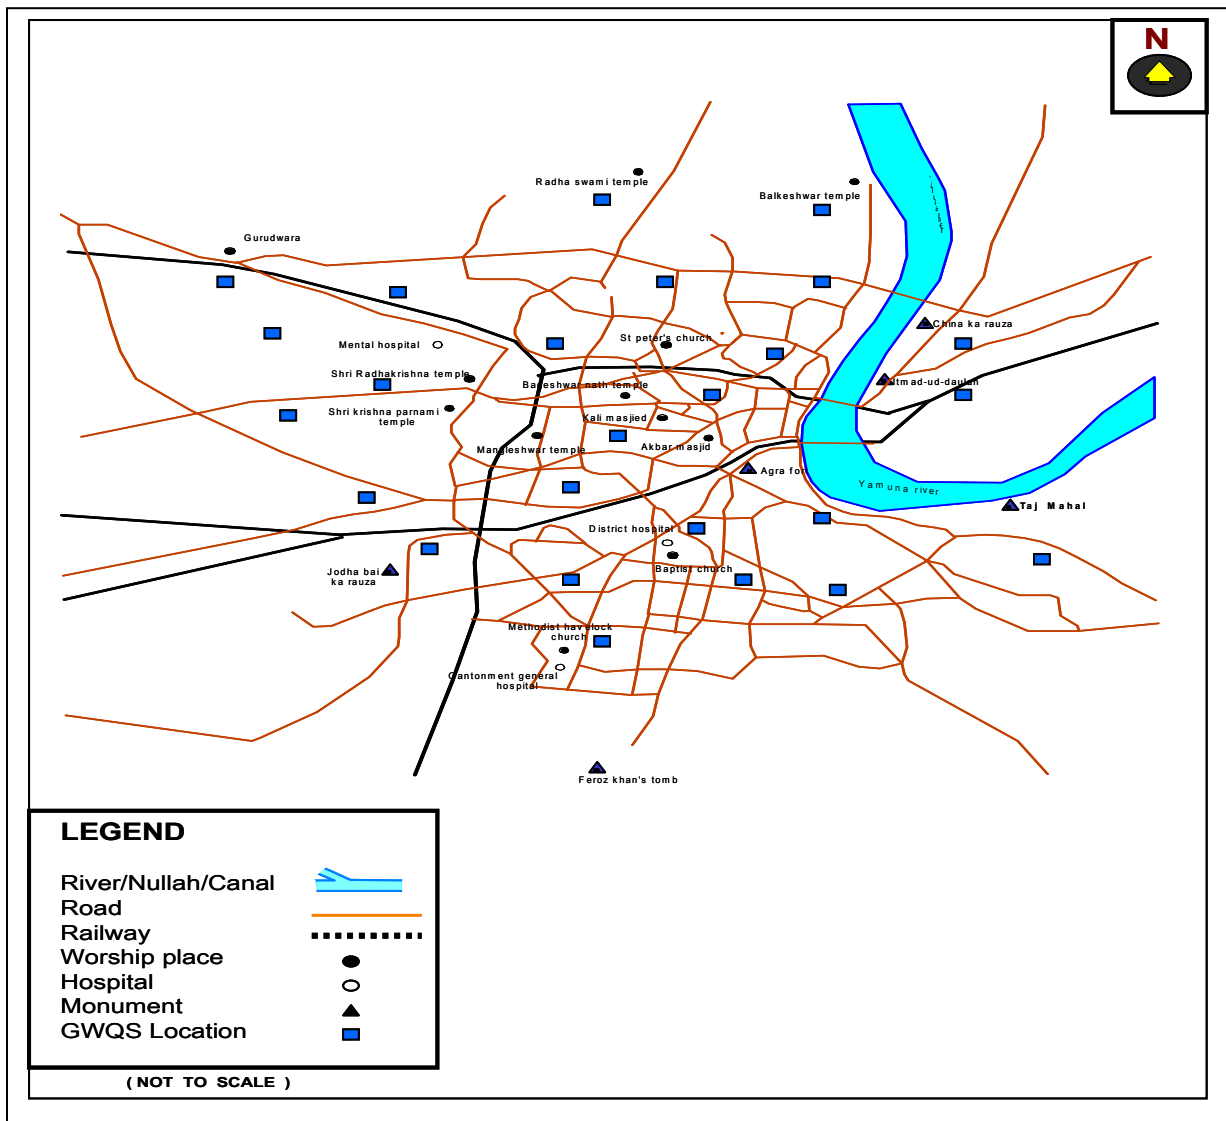 N
Radha swami temple
Balkeshwar temple
Gurudwara
China ka rauza
St peter's church
Mental hospital
Shri Radhakrishna temple
Itmad-ud-daulah
Bageshwar nath temple
Shri krishna parnami
temple
Kali masjied
Mangleshwar temple
Akbar masjid
Agra fort
Yamuna river
Taj Mahal
District hospital
Baptist church
Jodha bai
ka rauza
Methodist havelock
church
Cantonment general
hospital
Feroz khan's tomb
LEGEND
River/Nullah/Canal
Road
Railway
Worship place
Hospital
Monument
GWQS Location
( NOT TO SCALE )